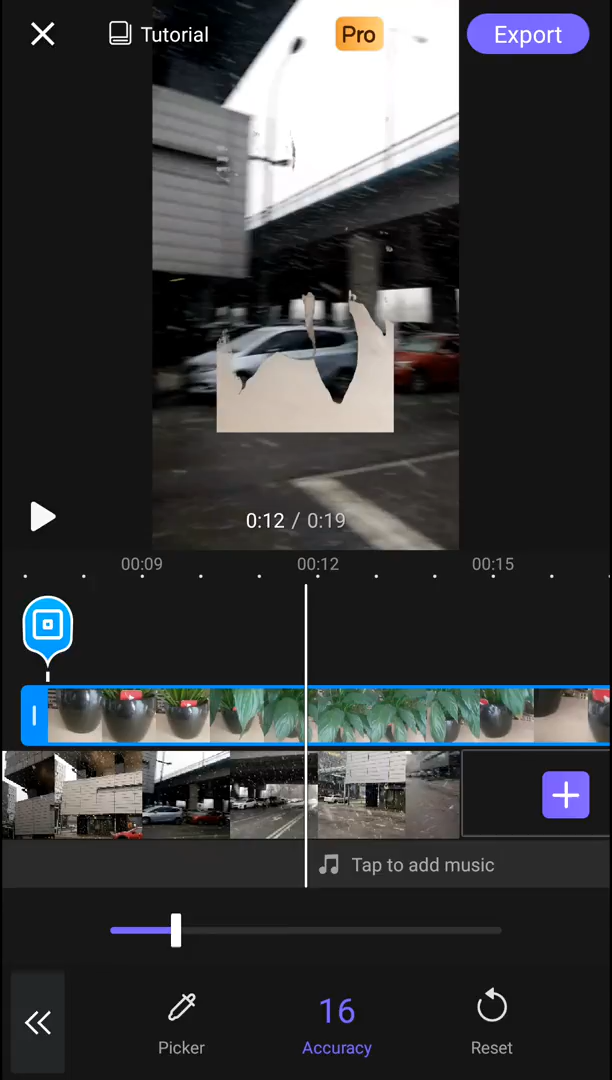 Tutorial
Pro
Export
0:12 / 0:19
00:09
00:12
00:15
Tap to add music
16
Picker
Accuracy
Reset